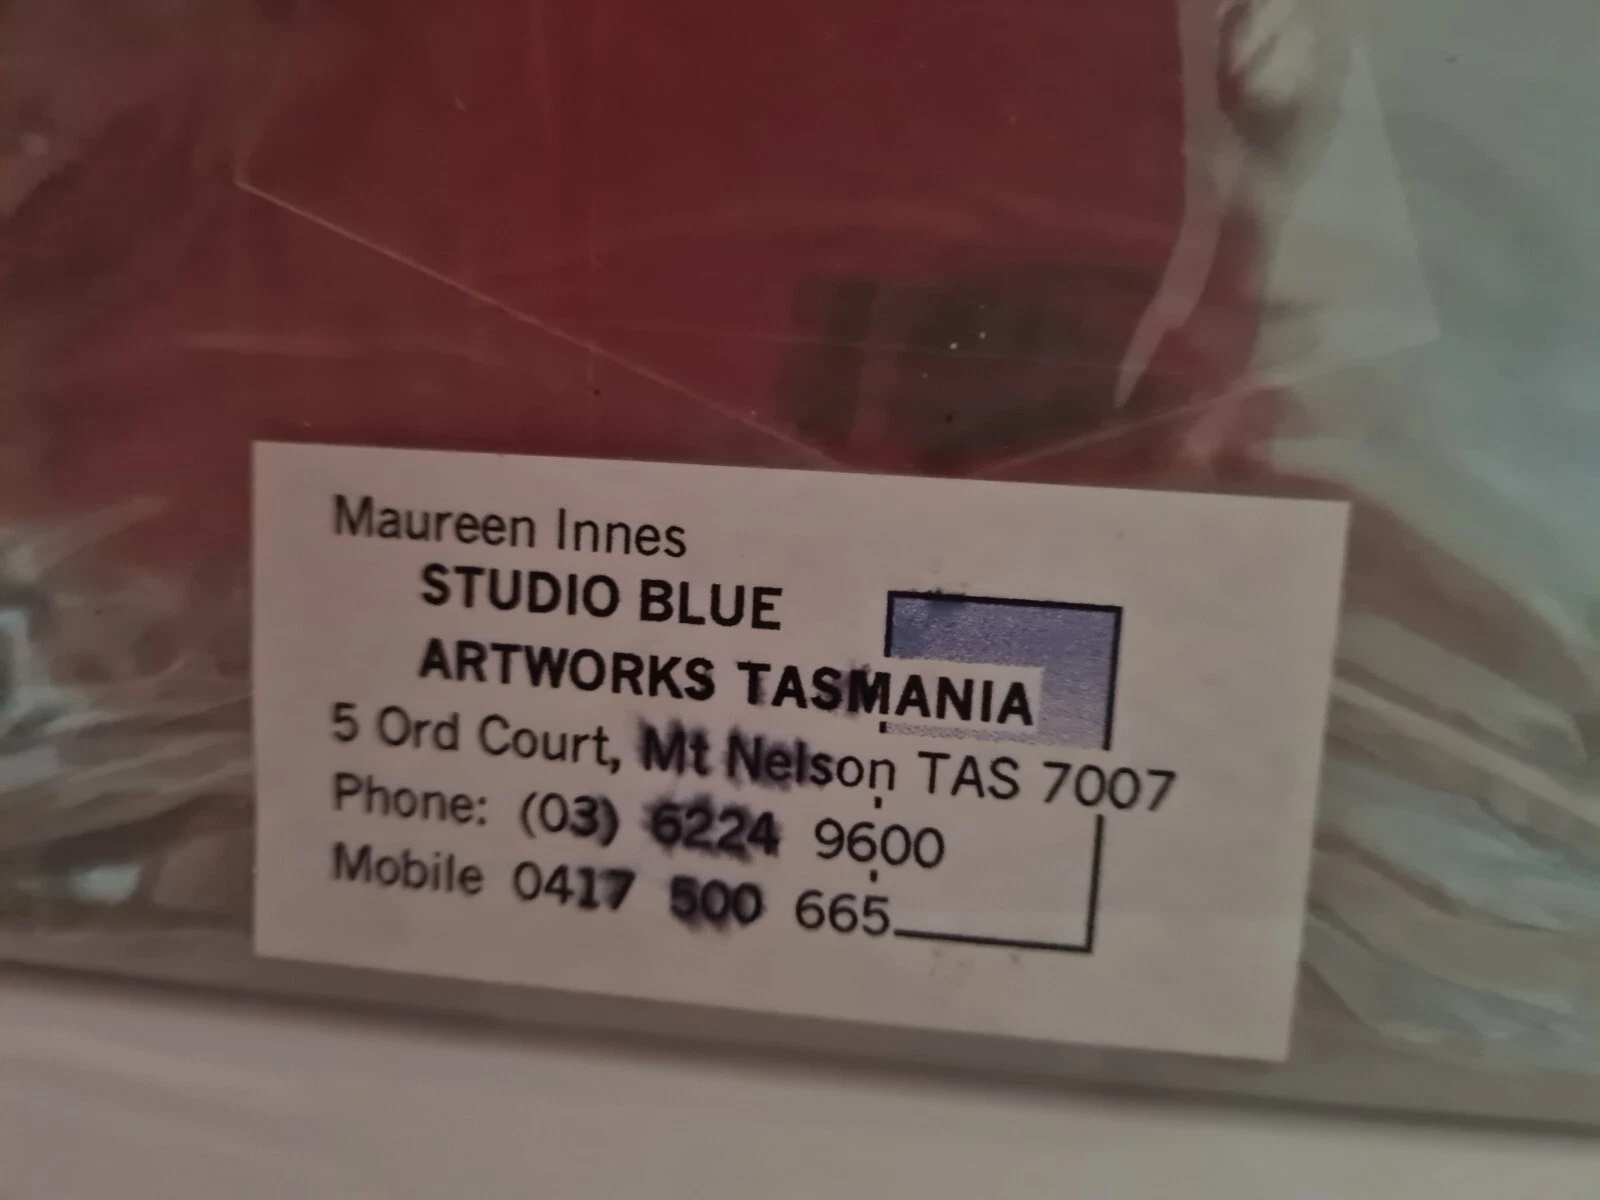 Maureen Innes
STUDIO BLUE
ARTWORKS TASMANIA
5 Ord Court, Mt Nelson TAS 7007
Phone: (03) 6224 9600
Mobile 0417 500 665